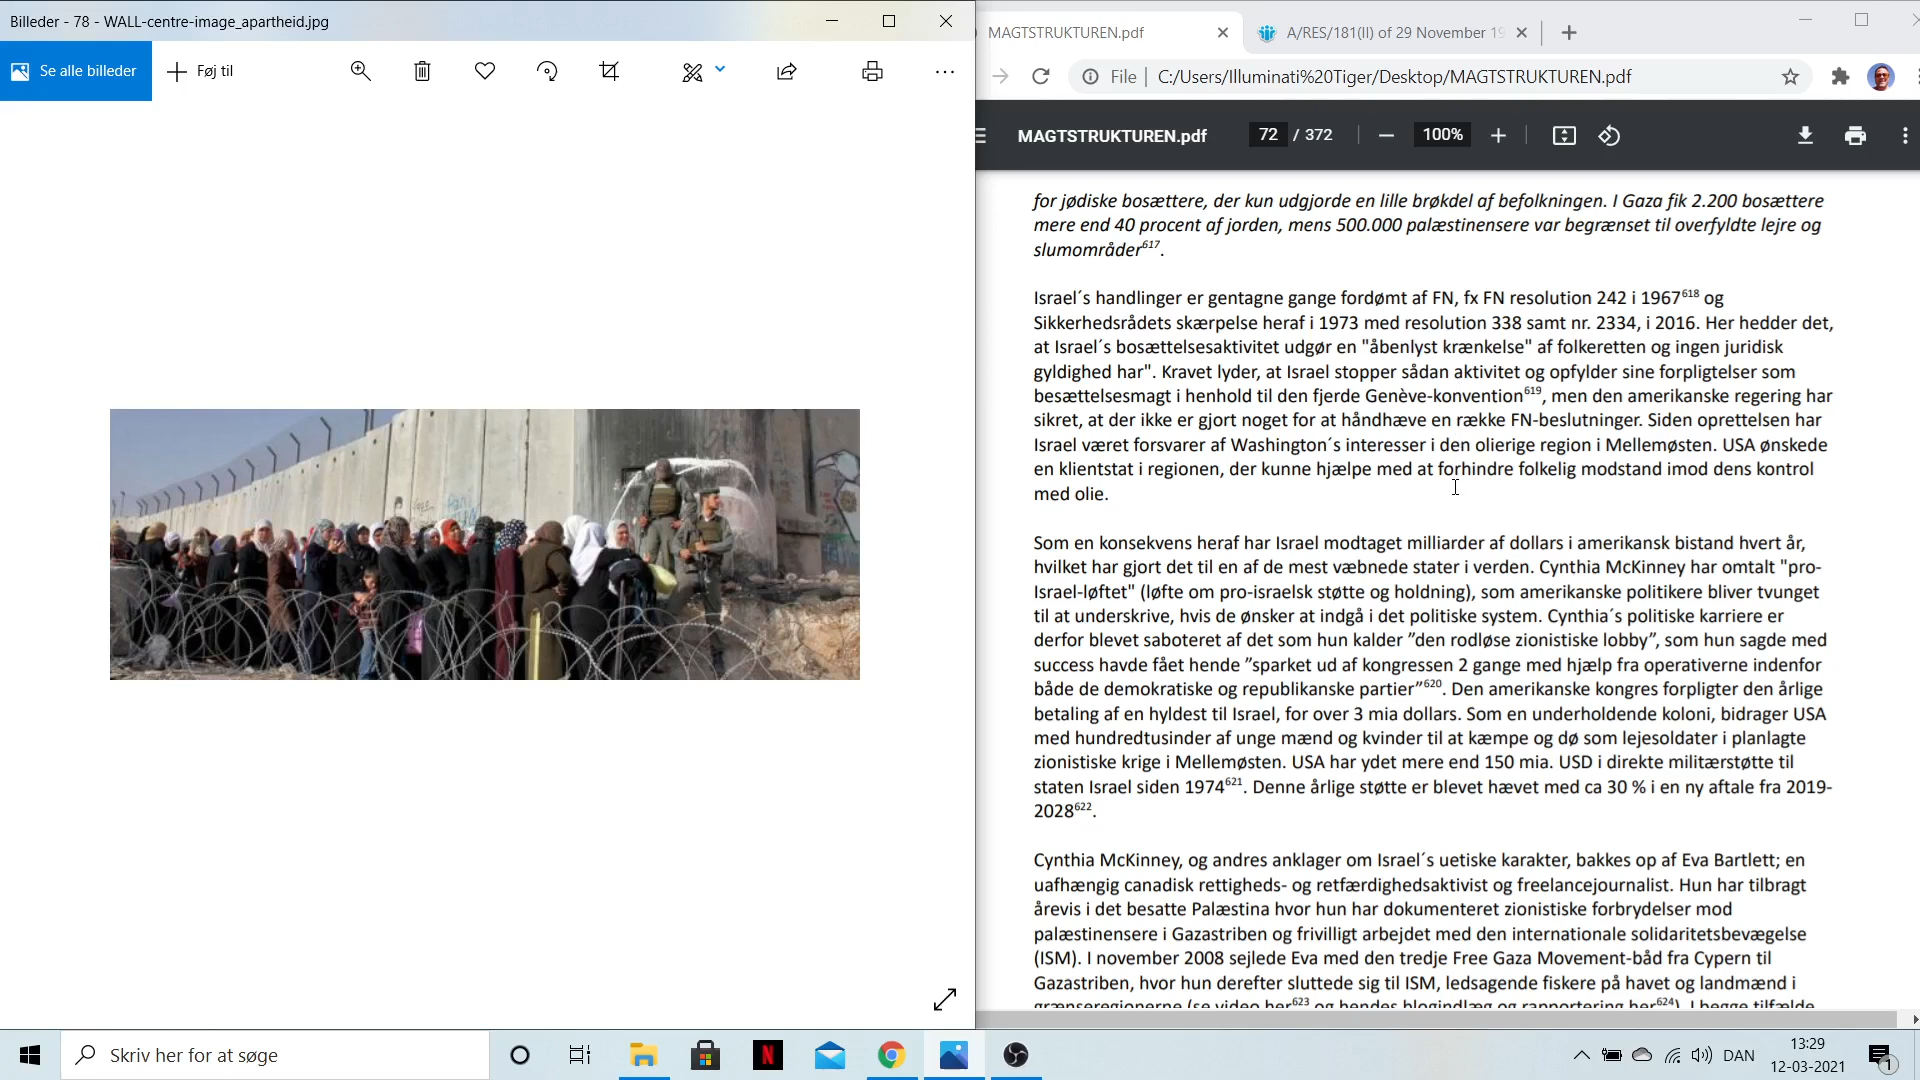 Billeder - 78 - WALL-centre-image_apartheid.jpg
Se alle billeder
Føj til
MAGTSTRUKTUREN.pdf
A/RES/181(II) of 29 November 19
File
C:/Users/Illuminati%20Tiger/Desktop/MAGTSTRUKTUREN.pdf
MAGTSTRUKTUREN.pdf
72 / 372
100%
for jødiske bosættere, der kun udgjorde en lille brøkdel af befolkningen. I Gaza fik 2.200 bosættere
mere end 40 procent af jorden, mens 500.000 palæstinensere var begrænset til overfyldte lejre og
slumområder617.
Israel´s handlinger er gentagne gange fordømt af FN, fx FN resolution 242 i 1967618 og
Sikkerhedsrådets skærpelse heraf i 1973 med resolution 338 samt nr. 2334, i 2016. Her hedder det,
at Israel´s bosættelsesaktivitet udgør en "åbenlyst krænkelse" af folkeretten og ingen juridisk
gyldighed har". Kravet lyder, at Israel stopper sådan aktivitet og opfylder sine forpligtelser som
besættelsesmagt i henhold til den fjerde Genève-konvention619, men den amerikanske regering har
sikret, at der ikke er gjort noget for at håndhæve en række FN-beslutninger. Siden oprettelsen har
Israel været forsvarer af Washington´s interesser i den olierige region i Mellemøsten. USA ønskede
en klientstat i regionen, der kunne hjælpe med at forhindre folkelig modstand imod dens kontrol
med olie.
Som en konsekvens heraf har Israel modtaget milliarder af dollars i amerikansk bistand hvert år,
hvilket har gjort det til en af de mest væbnede stater i verden. Cynthia McKinney har omtalt "pro-
Israel-løftet" (løfte om pro-israelsk støtte og holdning), som amerikanske politikere bliver tvunget
til at underskrive, hvis de ønsker at indgå i det politiske system. Cynthia´s politiske karriere er
derfor blevet saboteret af det som hun kalder ”den rodløse zionistiske lobby”, som hun sagde med
success havde fået hende ”sparket ud af kongressen 2 gange med hjælp fra operativerne indenfor
både de demokratiske og republikanske partier”620. Den amerikanske kongres forpligter den årlige
betaling af en hyldest til Israel, for over 3 mia dollars. Som en underholdende koloni, bidrager USA
med hundredtusinder af unge mænd og kvinder til at kæmpe og dø som lejesoldater i planlagte
zionistiske krige i Mellemøsten. USA har ydet mere end 150 mia. USD i direkte militærstøtte til
staten Israel siden 1974621. Denne årlige støtte er blevet hævet med ca 30 % i en ny aftale fra 2019-
2028622.
Cynthia McKinney, og andres anklager om Israel´s uetiske karakter, bakkes op af Eva Bartlett; en
uafhængig canadisk rettigheds- og retfærdighedsaktivist og freelancejournalist. Hun har tilbragt
årevis i det besatte Palæstina hvor hun har dokumenteret zionistiske forbrydelser mod
palæstinensere i Gazastriben og frivilligt arbejdet med den internationale solidaritetsbevægelse
(ISM). I november 2008 sejlede Eva med den tredje Free Gaza Movement-båd fra Cypern til
Gazastriben, hvor hun derefter sluttede sig til ISM, ledsagende fiskere på havet og landmænd i
grænseregionerne (se video her623 og hendes blogindlæg og rapportering her624). I begge tilfælde
Skriv her for at søge
DAN
13:29
12-03-2021
1